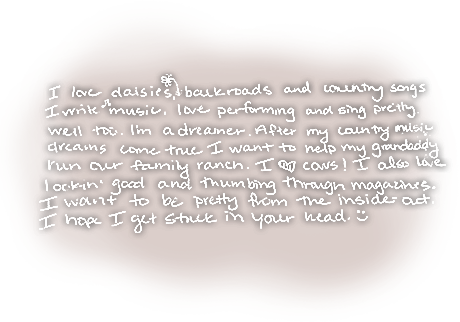 I love daisies, backroads and country songs
I write music, love performing and sing pretty
well too. I'm a dreamer. After my country music
dreams come true I want to help my grandaddy
run our family ranch. I cows! I also love
lookin' good and thumbing through magazines.
I want to be pretty from the inside out.
I hope I get stuck in your head. :)